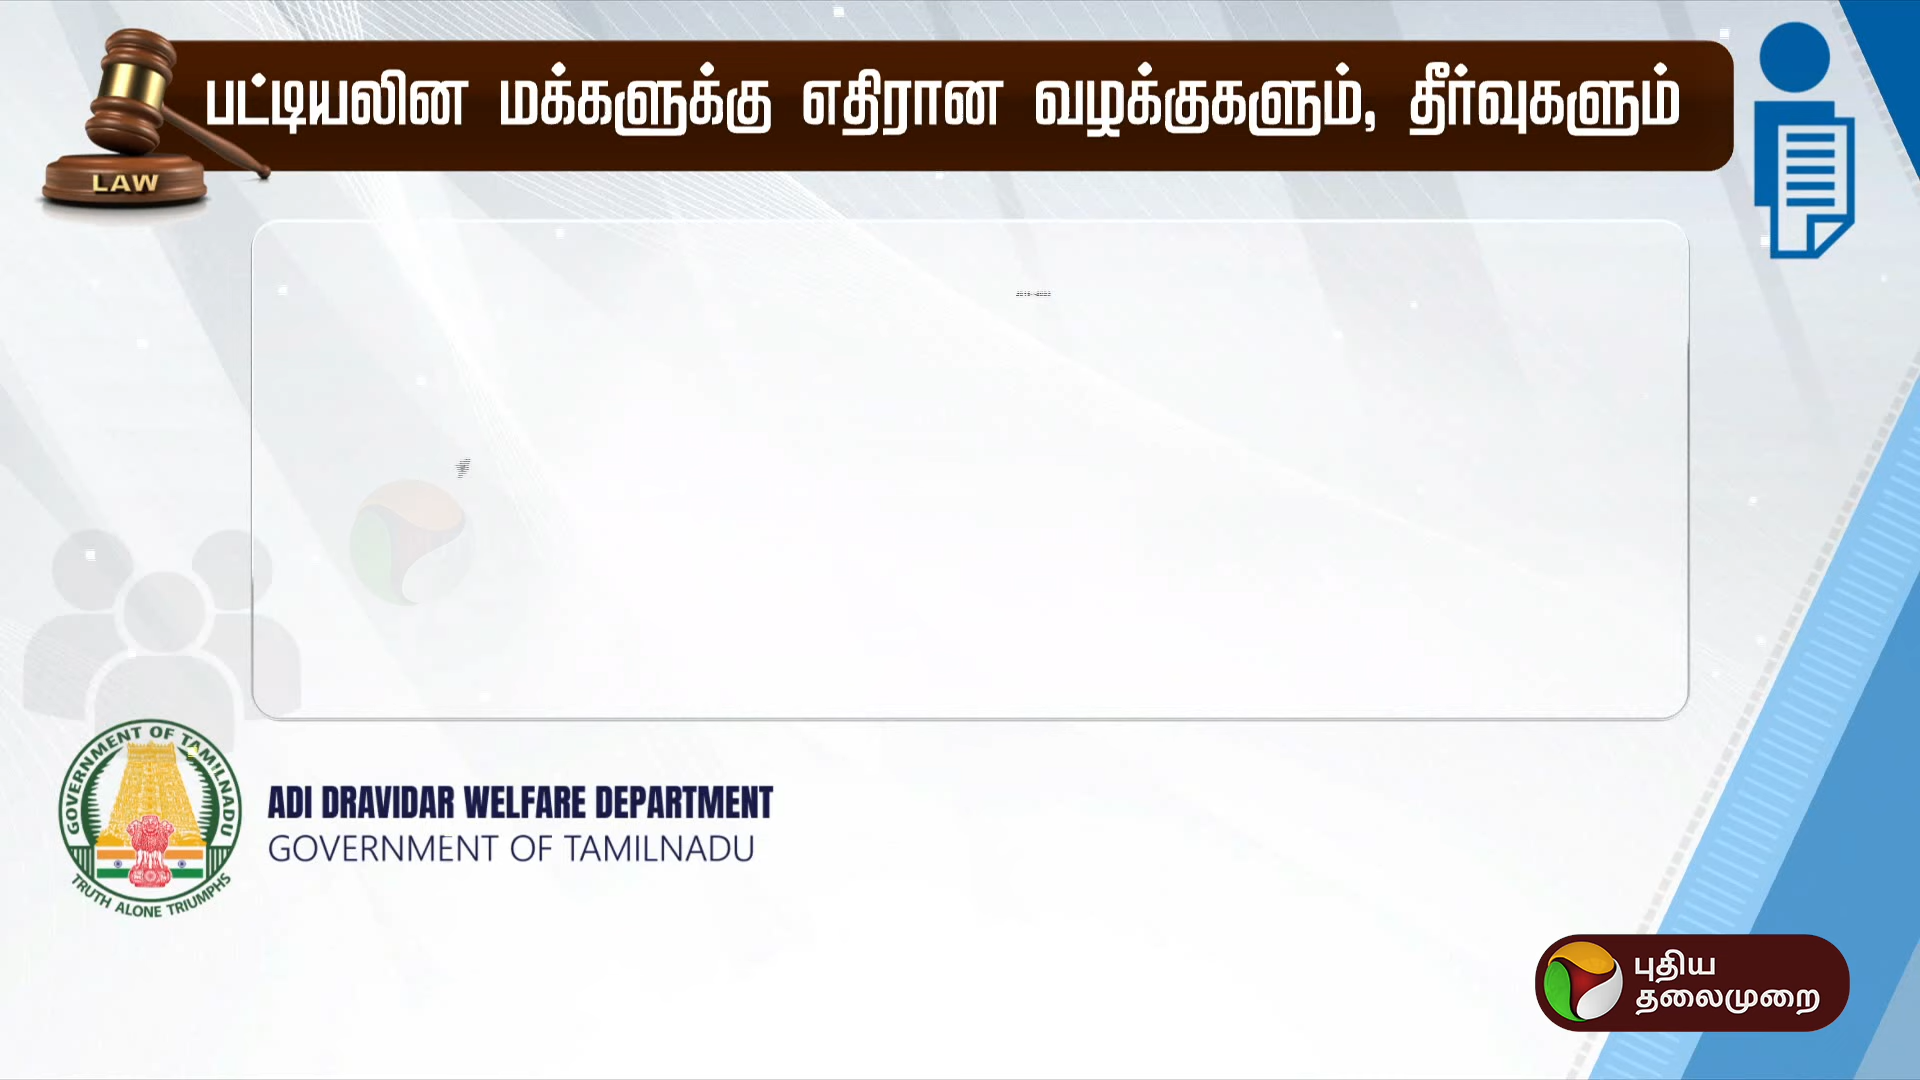 பட்டியலின மக்களுக்கு எதிரான வழக்குகளும், தீர்வுகளும்
LAW
GOVERNMENT OF TAMILNADU
TRUTH ALONE TRIUMPHS
ADI DRAVIDAR WELFARE DEPARTMENT
GOVERNMENT OF TAMILNADU
புதிய
தலைமுறை